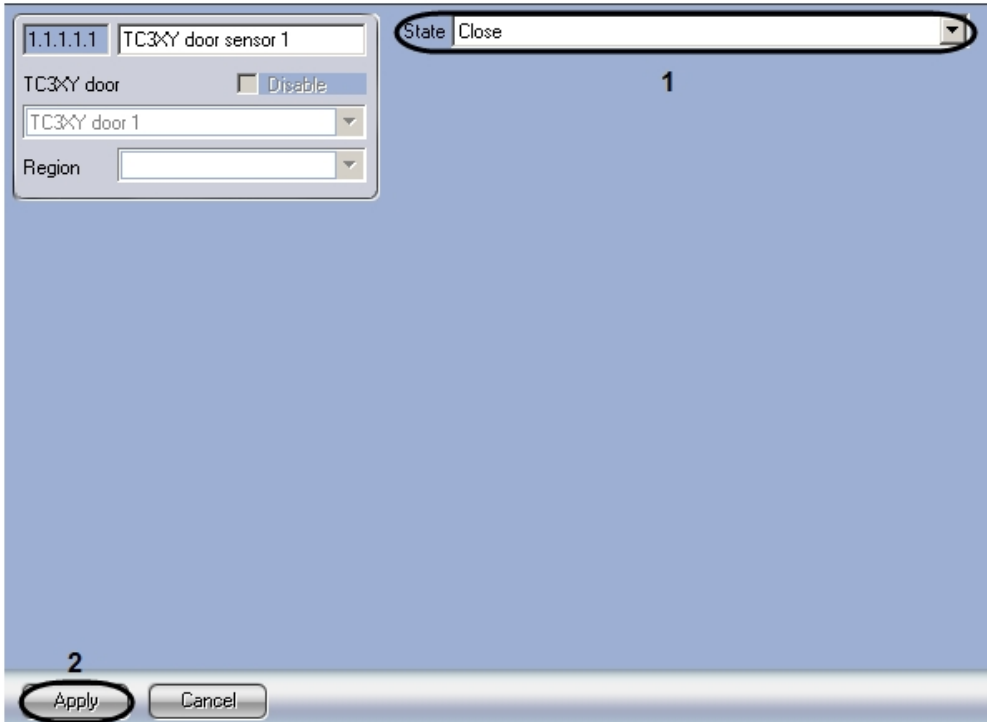 1.1.1.1.1 TC3XY door sensor 1
TC3XY door Disable
TC3XY door 1
Region
State Close
1
2
Apply Cancel